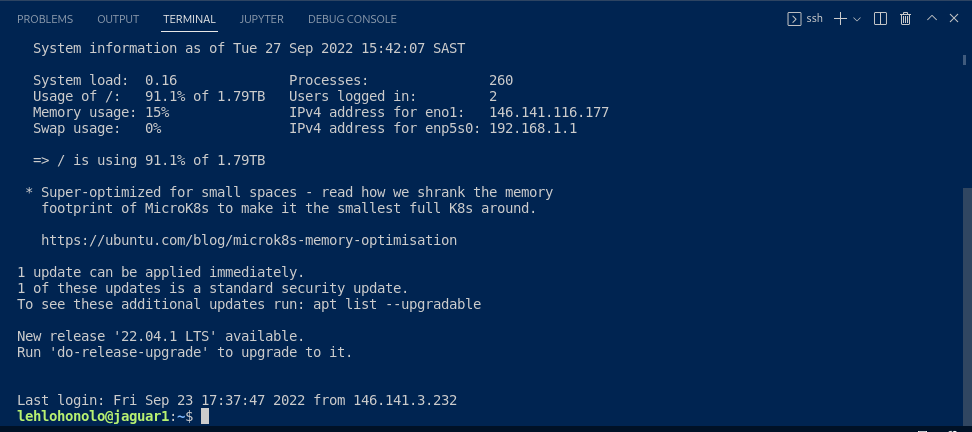 PROBLEMS OUTPUT TERMINAL JUPYTER DEBUG CONSOLE ssh
System information as of Tue 27 Sep 2022 15:42:07 SAST
System load: 0.16 Processes: 260
Usage of /: 91.1% of 1.79TB Users logged in: 2
Memory usage: 15% IPv4 address for eno1: 146.141.116.177
Swap usage: 0% IPv4 address for enp5s0: 192.168.1.1
=> / is using 91.1% of 1.79TB
* Super-optimized for small spaces - read how we shrank the memory
footprint of MicroK8s to make it the smallest full K8s around.
https://ubuntu.com/blog/microk8s-memory-optimisation
1 update can be applied immediately.
1 of these updates is a standard security update.
To see these additional updates run: apt list --upgradable
New release '22.04.1 LTS' available.
Run 'do-release-upgrade' to upgrade to it.
Last login: Fri Sep 23 17:37:47 2022 from 146.141.3.232
lehlohonolo@jaguar1:~$